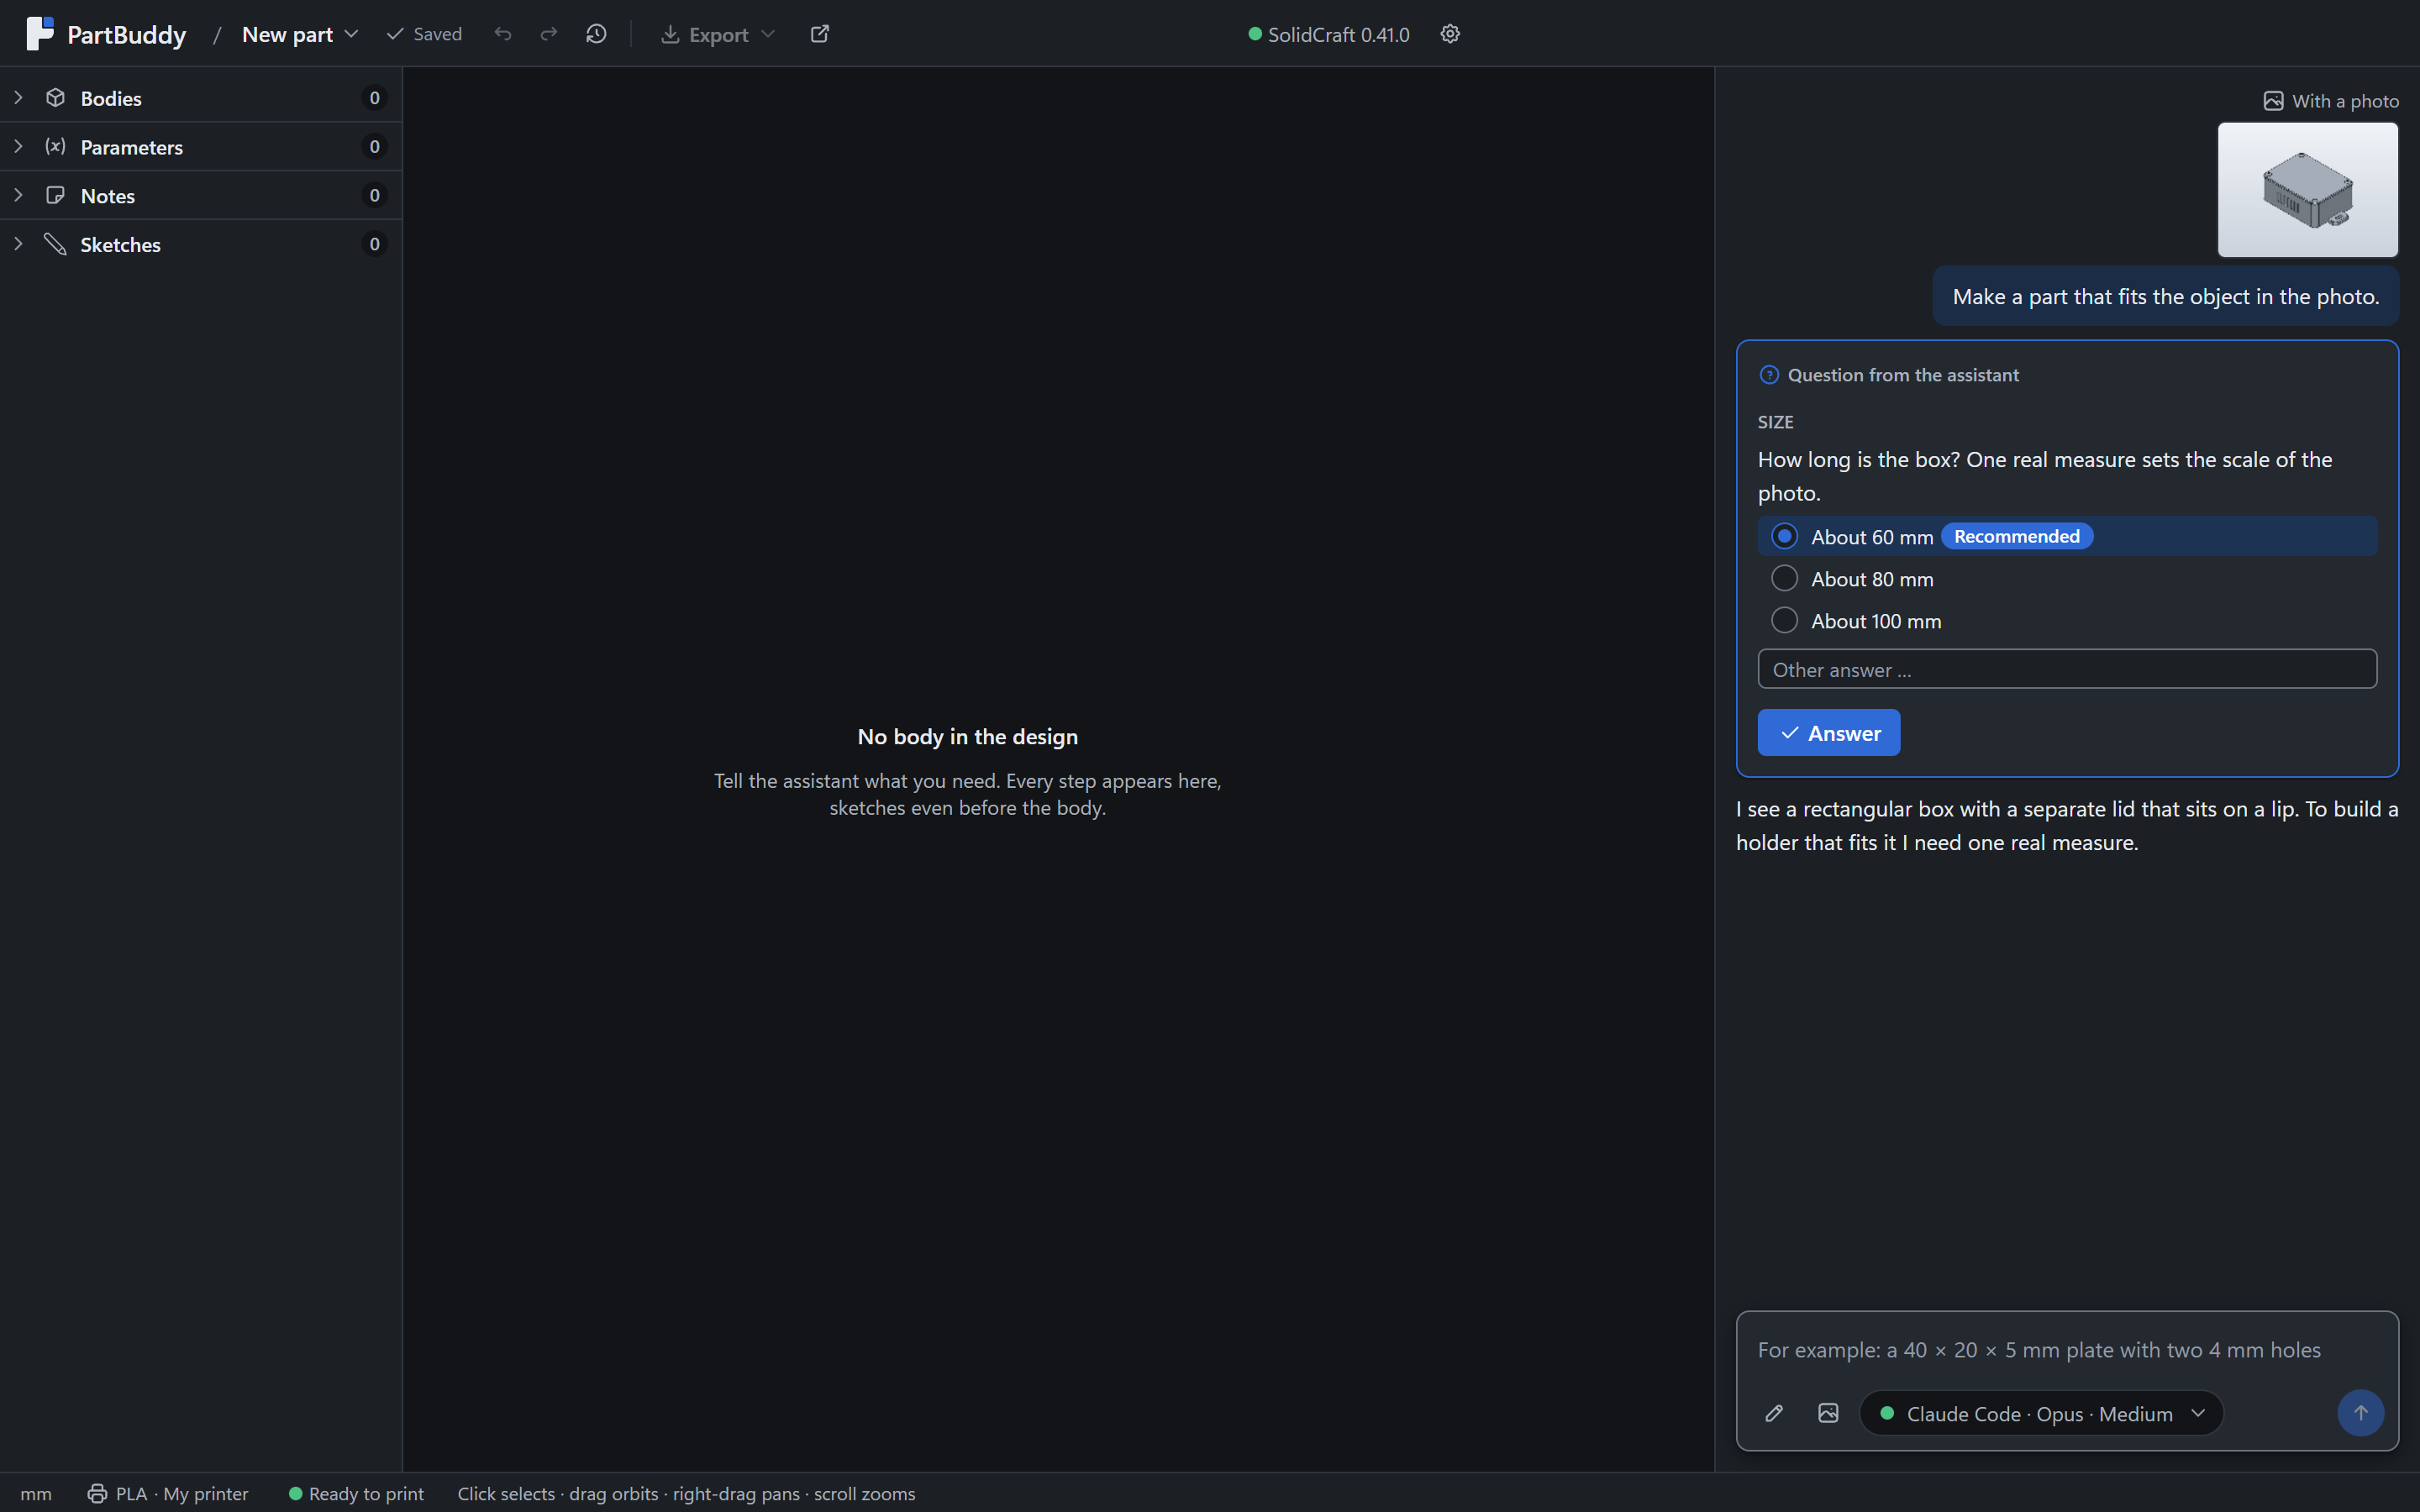 PartBuddy / New part Saved Export SolidCraft 0.41.0
Bodies 0
Parameters 0
Notes 0
Sketches 0
No body in the design
Tell the assistant what you need. Every step appears here,
sketches even before the body.
With a photo
Make a part that fits the object in the photo.
Question from the assistant
SIZE
How long is the box? One real measure sets the scale of the
photo.
About 60 mm Recommended
About 80 mm
About 100 mm
Other answer ...
Answer
I see a rectangular box with a separate lid that sits on a lip. To build a
holder that fits it I need one real measure.
For example: a 40 × 20 × 5 mm plate with two 4 mm holes
Claude Code · Opus · Medium
mm PLA · My printer Ready to print Click selects · drag orbits · right-drag pans · scroll zooms